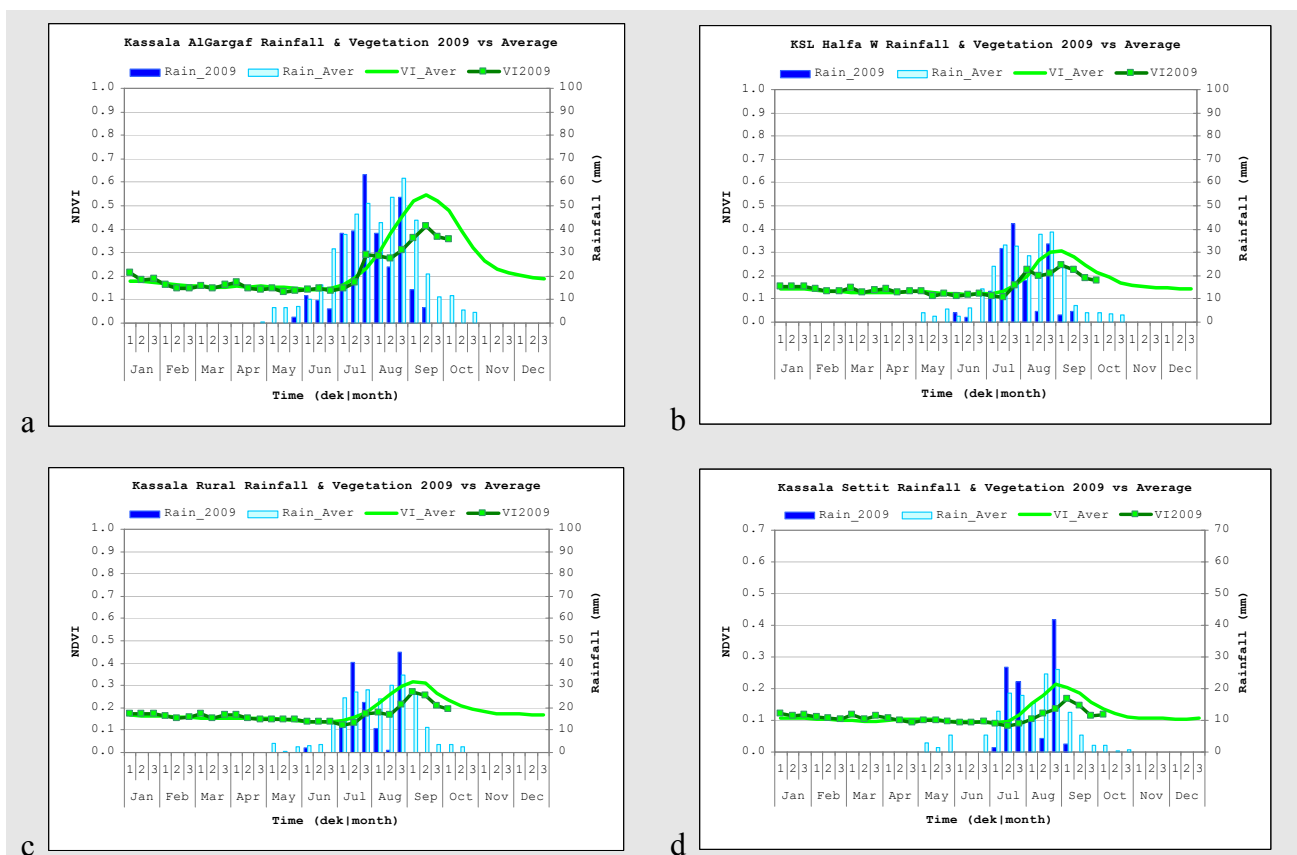 Kassala AlGargaf Rainfall & Vegetation 2009 vs Average
Rain_2009 Rain_Aver VI_Aver VI2009
1.0 100
0.9 90
0.8 80
0.7 70
0.6 60
0.5 50
0.4 40
0.3 30
0.2 20
0.1 10
0.0 0
NDVI
Rainfall (mm)
1 2 3 1 2 3 1 2 3 1 2 3 1 2 3 1 2 3 1 2 3 1 2 3 1 2 3 1 2 3 1 2 3 1 2 3
Jan Feb Mar Apr May Jun Jul Aug Sep Oct Nov Dec
Time (dek|month)
a
KSL Halfa W Rainfall & Vegetation 2009 vs Average
Rain_2009 Rain_Aver VI_Aver VI2009
1.0 100
0.9 90
0.8 80
0.7 70
0.6 60
0.5 50
0.4 40
0.3 30
0.2 20
0.1 10
0.0 0
NDVI
Rainfall (mm)
1 2 3 1 2 3 1 2 3 1 2 3 1 2 3 1 2 3 1 2 3 1 2 3 1 2 3 1 2 3 1 2 3 1 2 3
Jan Feb Mar Apr May Jun Jul Aug Sep Oct Nov Dec
Time (dek|month)
b
Kassala Rural Rainfall & Vegetation 2009 vs Average
Rain_2009 Rain_Aver VI_Aver VI2009
1.0 100
0.9 90
0.8 80
0.7 70
0.6 60
0.5 50
0.4 40
0.3 30
0.2 20
0.1 10
0.0 0
NDVI
Rainfall (mm)
1 2 3 1 2 3 1 2 3 1 2 3 1 2 3 1 2 3 1 2 3 1 2 3 1 2 3 1 2 3 1 2 3 1 2 3
Jan Feb Mar Apr May Jun Jul Aug Sep Oct Nov Dec
Time (dek|month)
c
Kassala Settit Rainfall & Vegetation 2009 vs Average
Rain_2009 Rain_Aver VI_Aver VI2009
0.7 70
0.6 60
0.5 50
0.4 40
0.3 30
0.2 20
0.1 10
0.0 0
NDVI
Rainfall (mm)
1 2 3 1 2 3 1 2 3 1 2 3 1 2 3 1 2 3 1 2 3 1 2 3 1 2 3 1 2 3 1 2 3 1 2 3
Jan Feb Mar Apr May Jun Jul Aug Sep Oct Nov Dec
Time (dek|month)
d